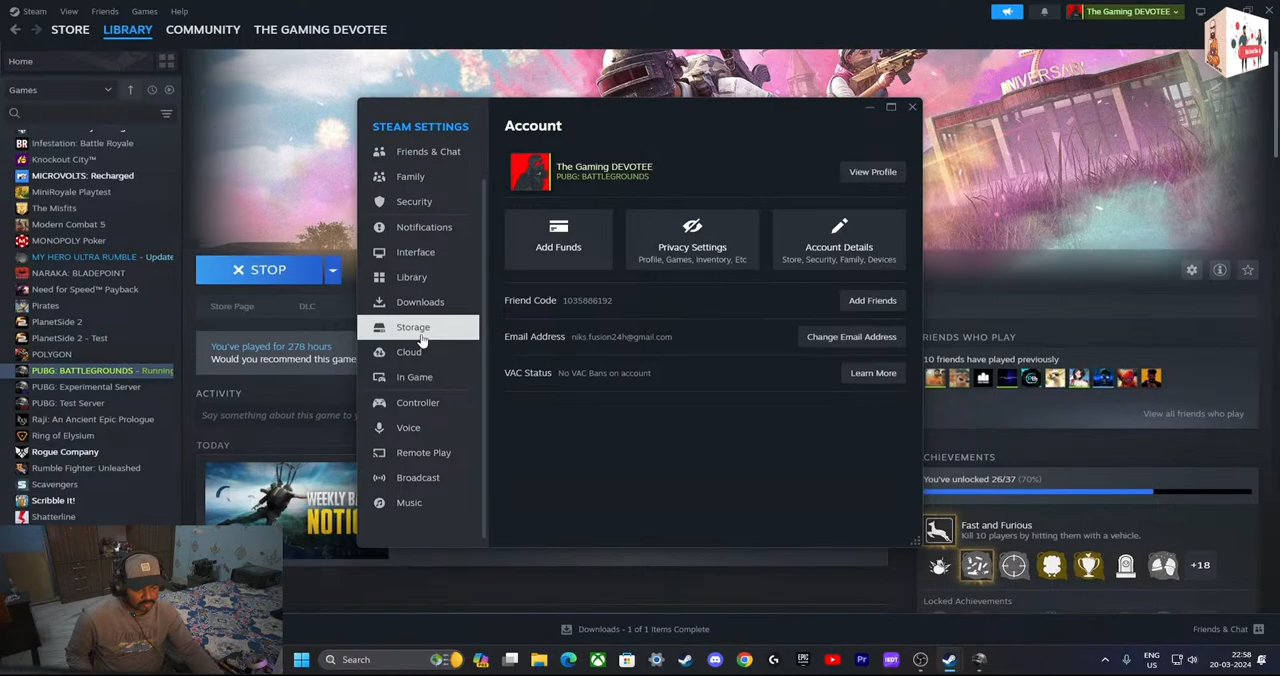 Steam View Friends Games Help
The Gaming DEVOTEE
STORE LIBRARY COMMUNITY THE GAMING DEVOTEE
Home
Games
Infestation: Battle Royale
Knockout City™
MICROVOLTS: Recharged
MiniRoyale Playtest
The Misfits
Modern Combat 5
MONOPOLY Poker
MY HERO ULTRA RUMBLE - Update
NARAKA: BLADEPOINT
Need for Speed™ Payback
Pirates
PlanetSide 2
PlanetSide 2 - Test
POLYGON
PUBG: BATTLEGROUNDS - Running
PUBG: Experimental Server
PUBG: Test Server
Raji: An Ancient Epic Prologue
Ring of Elysium
Rogue Company
Rumble Fighter: Unleashed
Scavengers
Scribble It!
Shatterline
STOP
Store Page DLC
You've played for 278 hours
Would you recommend this game
ACTIVITY
Say something about this game to
TODAY
WEEKLY
NOTI
STEAM SETTINGS
Friends & Chat
Family
Security
Notifications
Interface
Library
Downloads
Storage
Cloud
In Game
Controller
Voice
Remote Play
Broadcast
Music
Account
The Gaming DEVOTEE
PUBG: BATTLEGROUNDS
View Profile
Add Funds
Privacy Settings
Profile, Games, Inventory, Etc
Account Details
Store, Security, Family, Devices
Friend Code 1035886192 Add Friends
Email Address niks.fusion24h@gmail.com Change Email Address
VAC Status No VAC Bans on account Learn More
ANNIVERSARY
FRIENDS WHO PLAY
10 friends have played previously
View all friends who play
ACHIEVEMENTS
You've unlocked 26/37 (70%)
Fast and Furious
Kill 10 players by hitting them with a vehicle.
+18
Locked Achievements
Downloads - 1 of 1 Items Complete
Friends & Chat
Search
ENG
US
22:58
20-03-2024